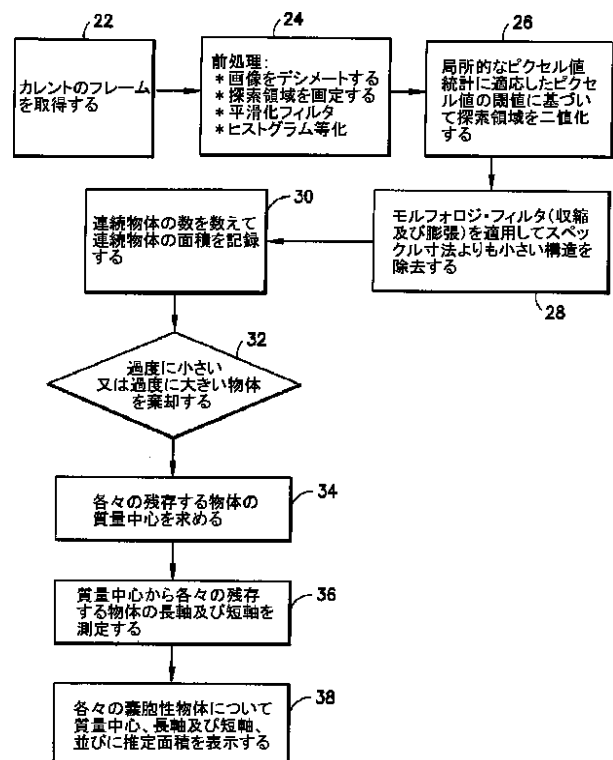 22
カレントのフレーム
を取得する
24
前処理:
*画像をデシメートする
*探索領域を画定する
*平滑化フィルタ
*ヒストグラム等化
26
局所的なピクセル値
統計に適応したピクセ
ル値の閾値に基づい
て探索領域を二値化
する
モルフォロジ・フィルタ(収縮
及び膨張)を適用してスペッ
クル寸法よりも小さい構造を
除去する
28
30
連続物体の数を数えて
連続物体の面積を記録
する
32
過度に小さい
又は過度に大きい物体
を棄却する
各々の残存する物体の
質量中心を求める
34
質量中心から各々の残存
する物体の長軸及び短軸を
測定する
36
各々の嚢胞性物体について
質量中心、長軸及び短軸、
並びに推定面積を表示する
38